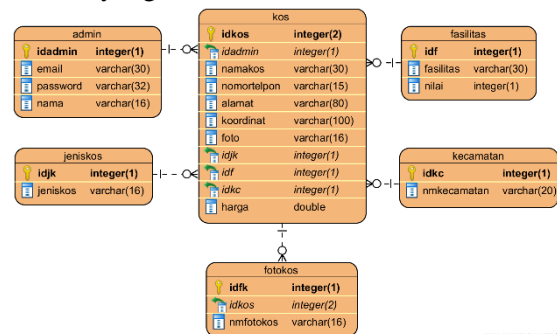 admin
idadmin integer(1)
email varchar(30)
password varchar(32)
nama varchar(16)
kos
idkos integer(2)
idadmin integer(1)
namakos varchar(30)
nomortelpon varchar(15)
alamat varchar(80)
koordinat varchar(100)
foto varchar(16)
idjk integer(1)
idf integer(1)
idkc integer(1)
harga double
fasilitas
idf integer(1)
fasilitas varchar(30)
nilai integer(1)
jeniskos
idjk integer(1)
jeniskos varchar(16)
kecamatan
idkc integer(1)
nmkecamatan varchar(20)
fotokos
idfk integer(1)
idkos integer(2)
nmfotokos varchar(16)